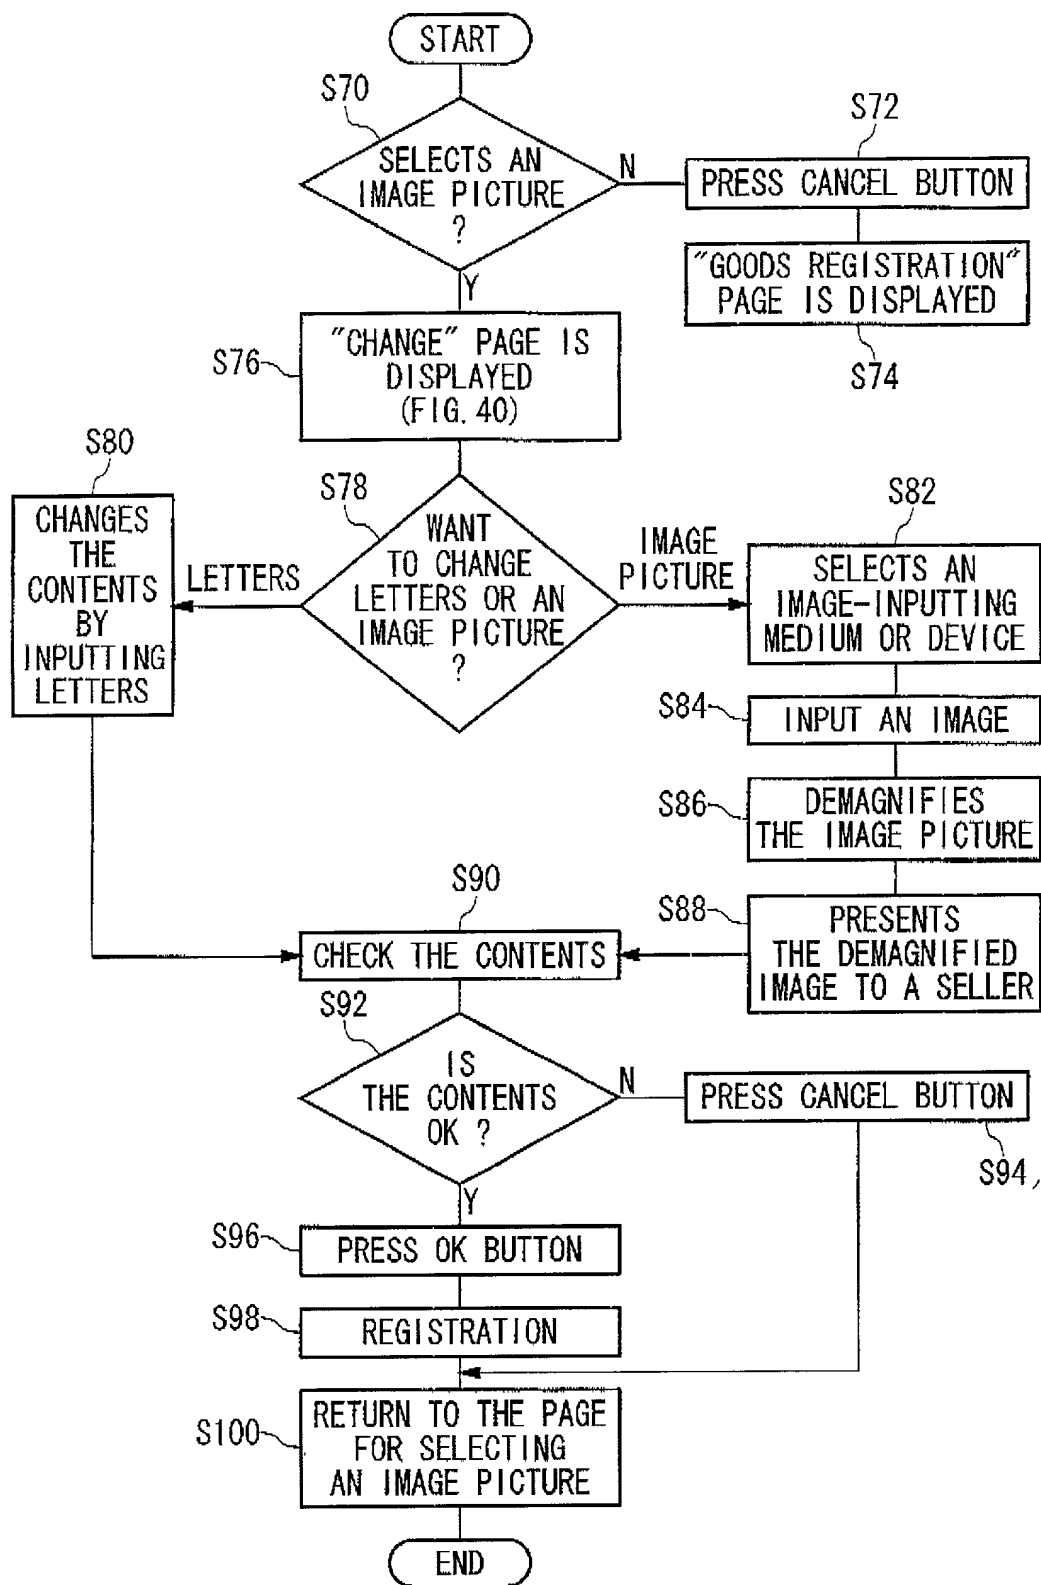 START
S70
SELECTS AN
IMAGE PICTURE
?
N
S72
PRESS CANCEL BUTTON
"GOODS REGISTRATION"
PAGE IS DISPLAYED
S74
Y
S76
"CHANGE" PAGE IS
DISPLAYED
(FIG. 40)
S78
WANT
TO CHANGE
LETTERS OR AN
IMAGE PICTURE
?
LETTERS
S80
CHANGES
THE
CONTENTS
BY
INPUTTING
LETTERS
IMAGE
PICTURE
S82
SELECTS AN
IMAGE-INPUTTING
MEDIUM OR DEVICE
S84
INPUT AN IMAGE
S86
DEMAGNIFIES
THE IMAGE PICTURE
S88
PRESENTS
THE DEMAGNIFIED
IMAGE TO A SELLER
S90
CHECK THE CONTENTS
S92
IS
THE CONTENTS
OK ?
N
PRESS CANCEL BUTTON
S94,
Y
S96
PRESS OK BUTTON
S98
REGISTRATION
S100
RETURN TO THE PAGE
FOR SELECTING
AN IMAGE PICTURE
END